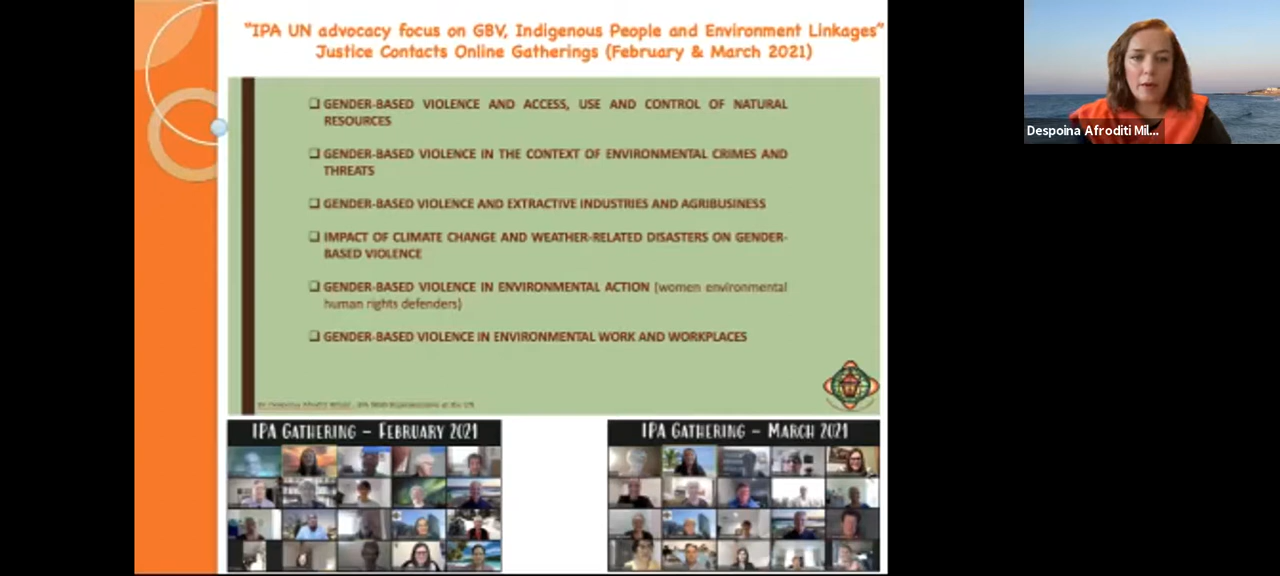 "IPA UN advocacy focus on GBV, Indigenous People and Environment Linkages"
Justice Contacts Online Gatherings (February & March 2021)
Despoina Afroditi Mil...
❑ GENDER-BASED VIOLENCE AND ACCESS, USE AND CONTROL OF NATURAL
RESOURCES
❑ GENDER-BASED VIOLENCE IN THE CONTEXT OF ENVIRONMENTAL CRIMES AND
THREATS
❑ GENDER-BASED VIOLENCE AND EXTRACTIVE INDUSTRIES AND AGRIBUSINESS
❑ IMPACT OF CLIMATE CHANGE AND WEATHER-RELATED DISASTERS ON GENDER-
BASED VIOLENCE
❑ GENDER-BASED VIOLENCE IN ENVIRONMENTAL ACTION (women environmental
human rights defenders)
❑ GENDER-BASED VIOLENCE IN ENVIRONMENTAL WORK AND WORKPLACES
IPA GATHERING – FEBRUARY 2021
IPA GATHERING – MARCH 2021